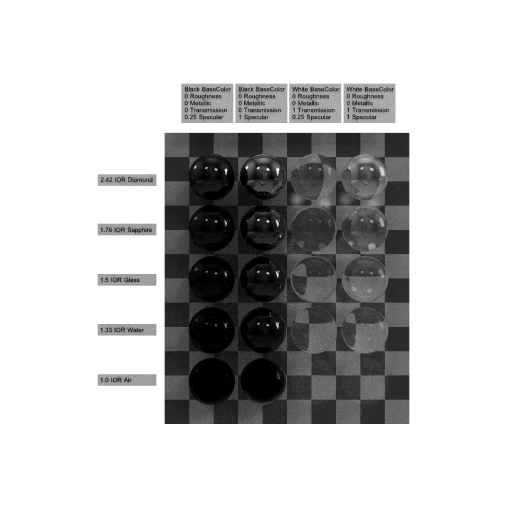 Black BaseColor
0 Roughness
0 Metallic
0 Transmission
0.25 Specular
Black BaseColor
0 Roughness
0 Metallic
0 Transmission
1 Specular
White BaseColor
0 Roughness
0 Metallic
1 Transmission
0.25 Specular
White BaseColor
0 Roughness
0 Metallic
1 Transmission
1 Specular
2.42 IOR Diamond
1.76 IOR Sapphire
1.5 IOR Glass
1.33 IOR Water
1.0 IOR Air